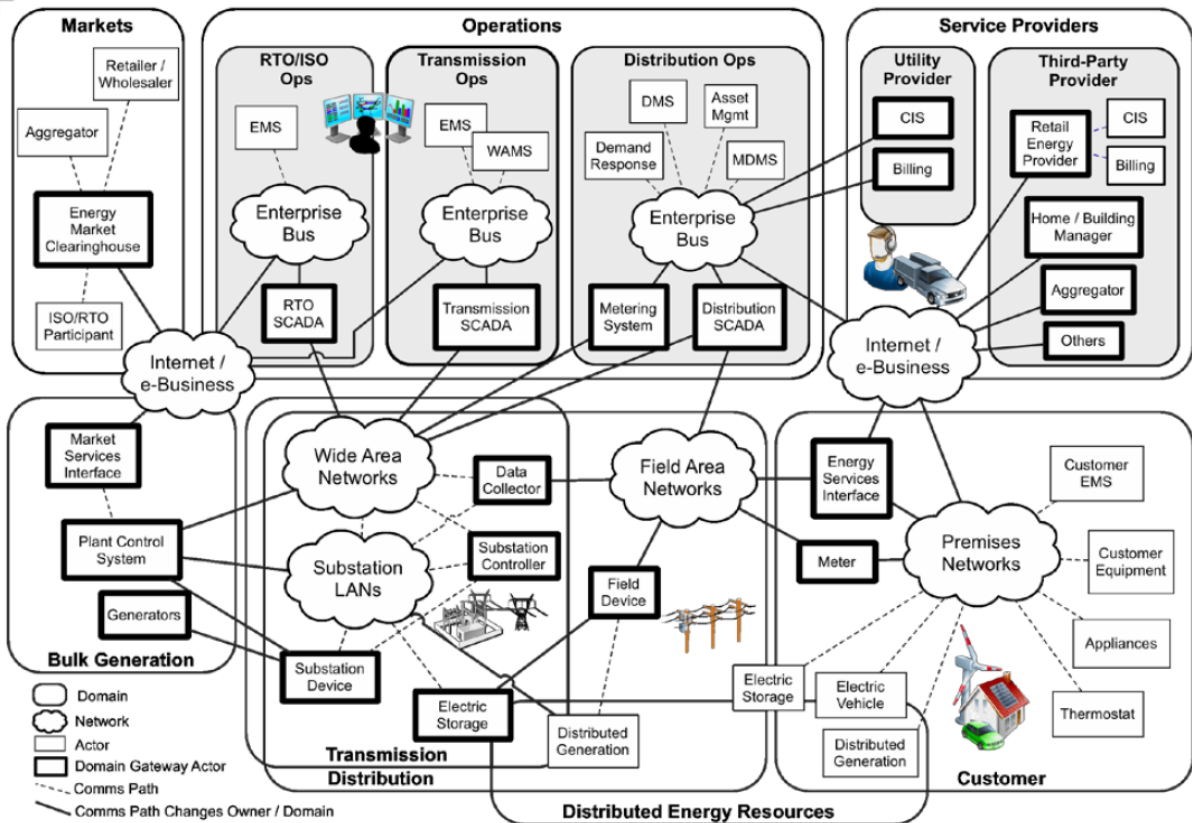 Markets
Retailer /
Wholesaler
Aggregator
Energy
Market
Clearinghouse
ISO/RTO
Participant
Internet /
e-Business
Operations
RTO/ISO
Ops
EMS
Enterprise
Bus
RTO
SCADA
Transmission
Ops
EMS
WAMS
Enterprise
Bus
Transmission
SCADA
Distribution Ops
DMS
Asset
Mgmt
Demand
Response
MDMS
Enterprise
Bus
Metering
System
Distribution
SCADA
Service Providers
Utility
Provider
CIS
Billing
Third-Party
Provider
Retail
Energy
Provider
CIS
Billing
Home / Building
Manager
Aggregator
Others
Internet /
e-Business
Market
Services
Interface
Plant Control
System
Generators
Bulk Generation
Wide Area
Networks
Data
Collector
Substation
LANs
Substation
Controller
Substation
Device
Electric
Storage
Transmission
Distribution
Field Area
Networks
Field
Device
Distributed
Generation
Energy
Services
Interface
Meter
Premises
Networks
Customer
EMS
Customer
Equipment
Appliances
Thermostat
Electric
Storage
Electric
Vehicle
Distributed
Generation
Customer
Distributed Energy Resources
Domain
Network
Actor
Domain Gateway Actor
Comms Path
Comms Path Changes Owner / Domain